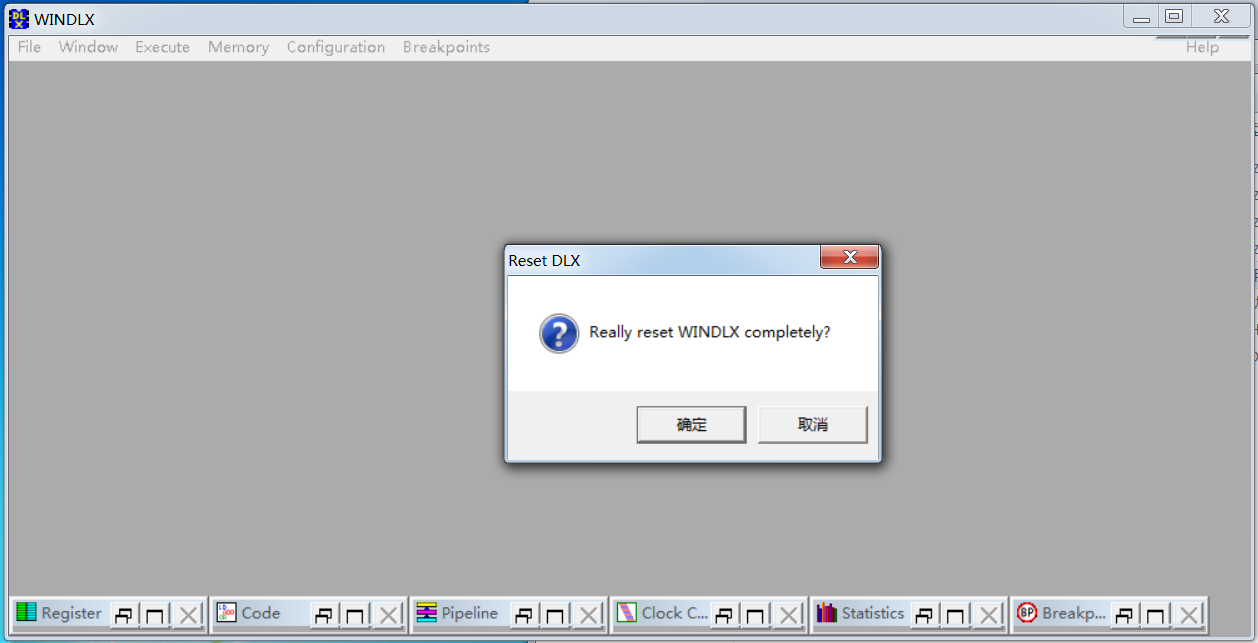 WINDLX
File Window Execute Memory Configuration Breakpoints Help
Reset DLX
Really reset WINDLX completely?
确定 取消
Register Code Pipeline Clock C... Statistics Breakp...